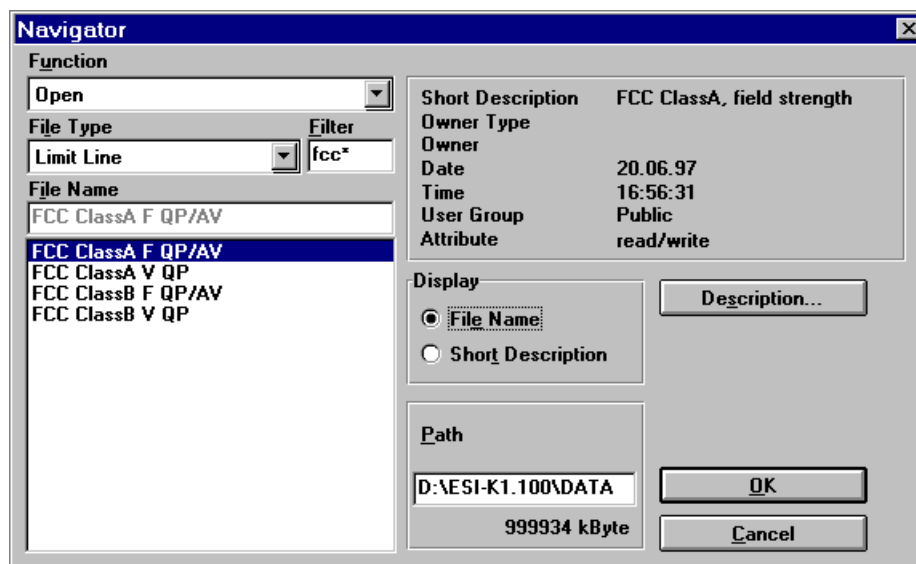 Navigator
Function
Open
File Type
Filter
Limit Line
fcc*
File Name
FCC ClassA F QP/AV
FCC ClassA F QP/AV
FCC ClassA V QP
FCC ClassB F QP/AV
FCC ClassB V QP
Short Description FCC ClassA, field strength
Owner Type
Owner
Date 20.06.97
Time 16:56:31
User Group Public
Attribute read/write
Display
File Name
Short Description
Description...
Path
D:\ESI-K1.100\DATA
999934 kByte
OK
Cancel